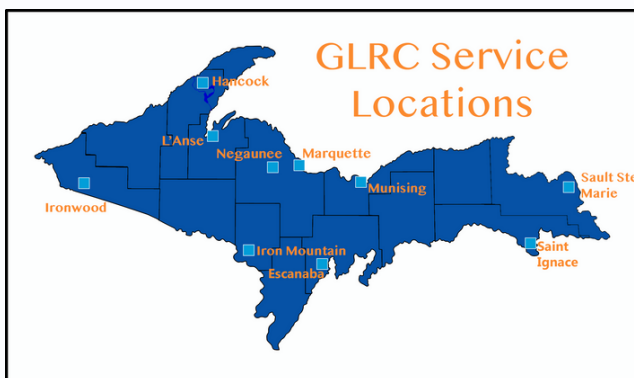 GLRC Service
Locations
Hancock
L'Anse
Negaunee
Marquette
Munising
Sault Ste
Marie
Ironwood
Iron Mountain
Saint
Ignace
Escanaba